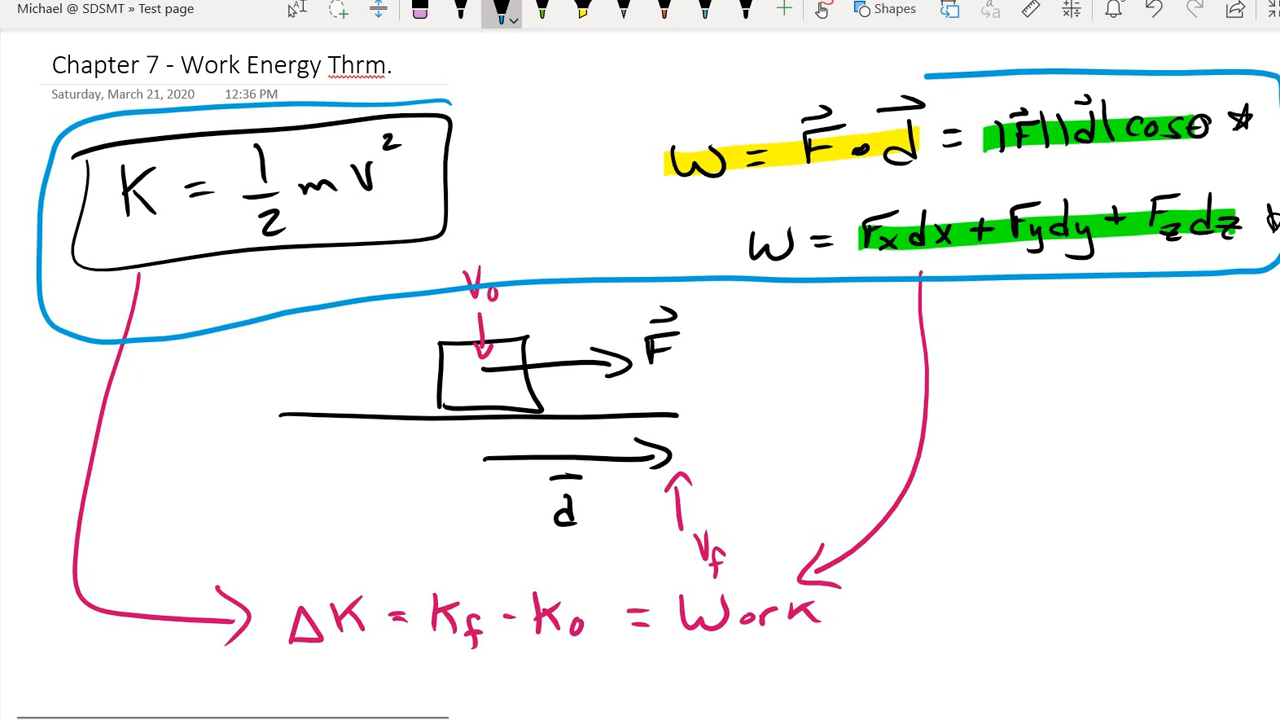 Michael @ SDSMT » Test page
Shapes
Chapter 7 - Work Energy Thrm.
Saturday, March 21, 2020 12:36 PM
K = 1/2 m v²
W = F⃗ • d⃗ = |F⃗||d⃗| cosθ ☆
W = Fxdx + Fydy + Fzdz
v₀
F⃗
d⃗
vf
ΔK = Kf - K₀ = Work